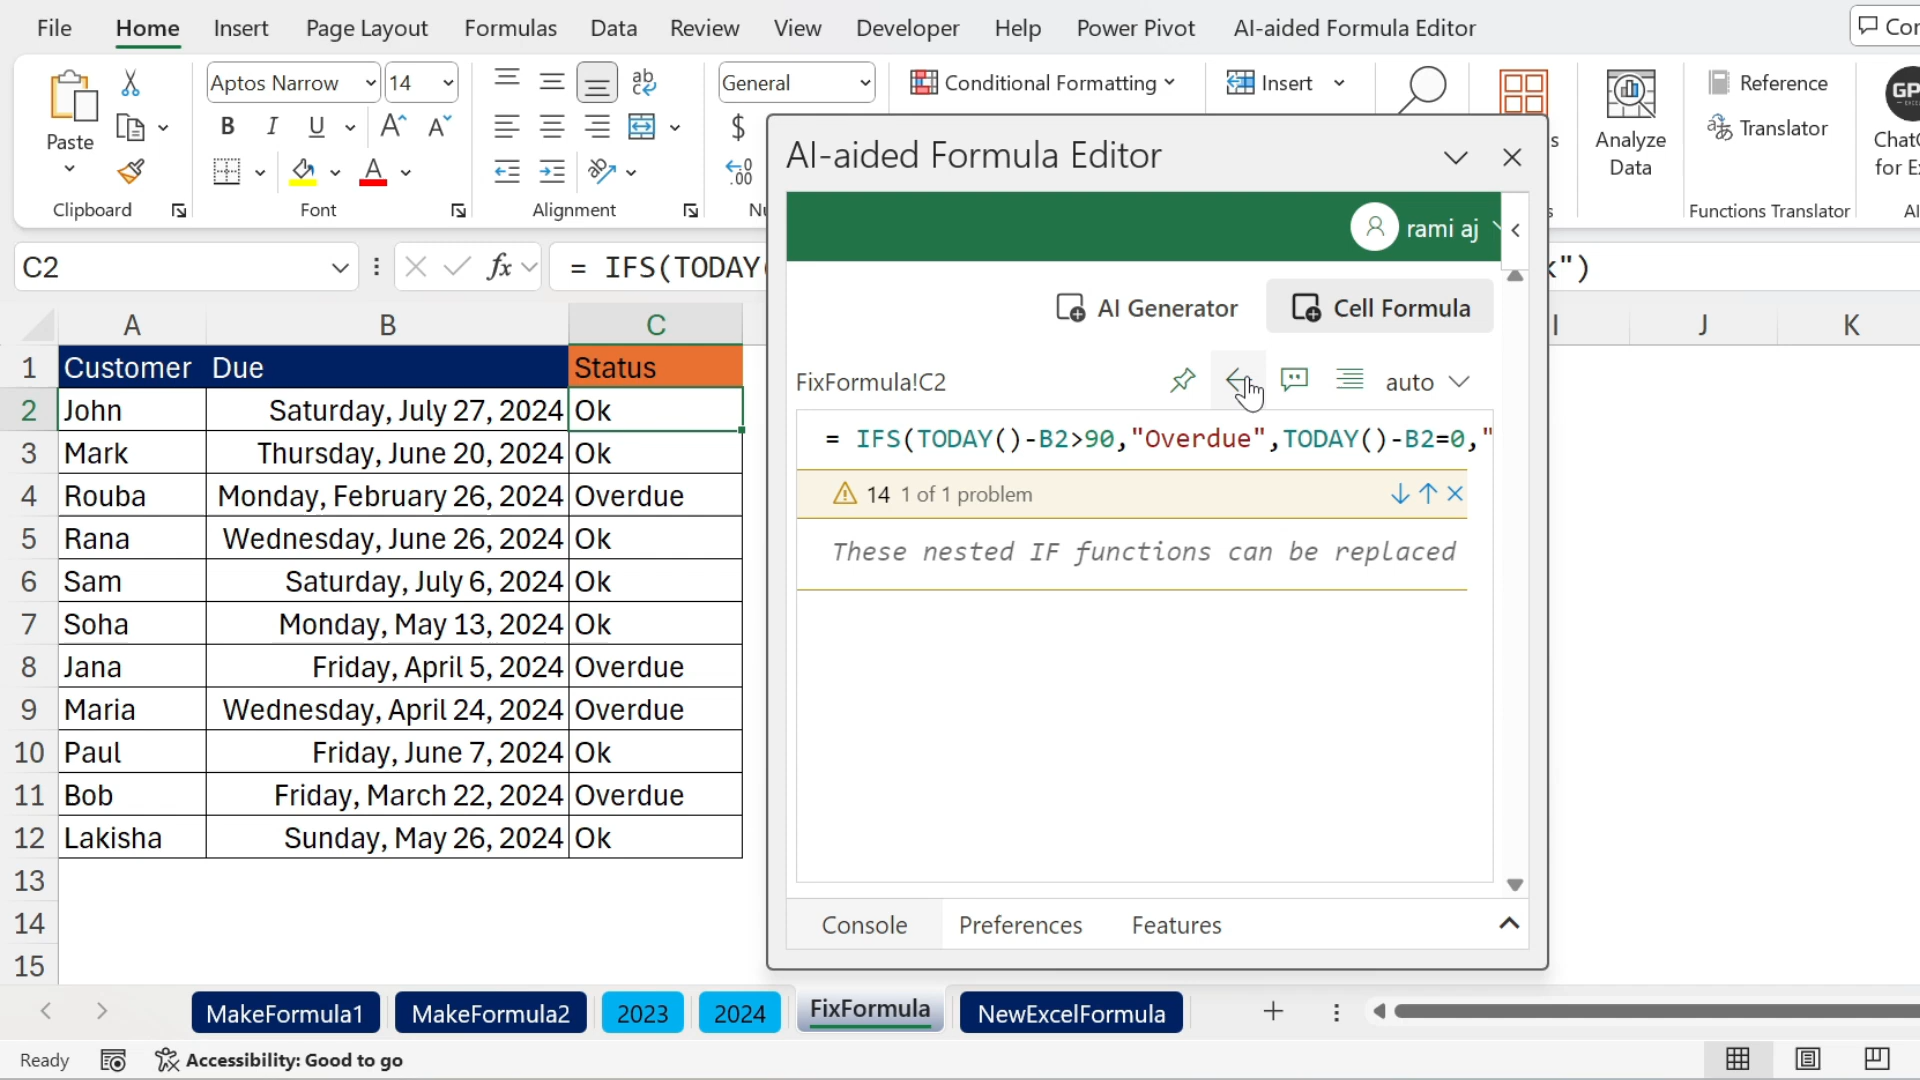 File Home Insert Page Layout Formulas Data Review View Developer Help Power Pivot AI-aided Formula Editor
Aptos Narrow 14 General Conditional Formatting Insert Reference
Paste B I U Analyze Data Translator
Clipboard Font Alignment Functions Translator
AI-aided Formula Editor
rami aj
C2 fx = IFS(TODAY k")
AI Generator Cell Formula
A B C I J K
FixFormula!C2 auto
= IFS(TODAY()-B2>90,"Overdue",TODAY()-B2=0,"
14 1 of 1 problem
These nested IF functions can be replaced
1 Customer Due Status
2 John Saturday, July 27, 2024 Ok
3 Mark Thursday, June 20, 2024 Ok
4 Rouba Monday, February 26, 2024 Overdue
5 Rana Wednesday, June 26, 2024 Ok
6 Sam Saturday, July 6, 2024 Ok
7 Soha Monday, May 13, 2024 Ok
8 Jana Friday, April 5, 2024 Overdue
9 Maria Wednesday, April 24, 2024 Overdue
10 Paul Friday, June 7, 2024 Ok
11 Bob Friday, March 22, 2024 Overdue
12 Lakisha Sunday, May 26, 2024 Ok
13
14
15
Console Preferences Features
MakeFormula1 MakeFormula2 2023 2024 FixFormula NewExcelFormula
Ready Accessibility: Good to go